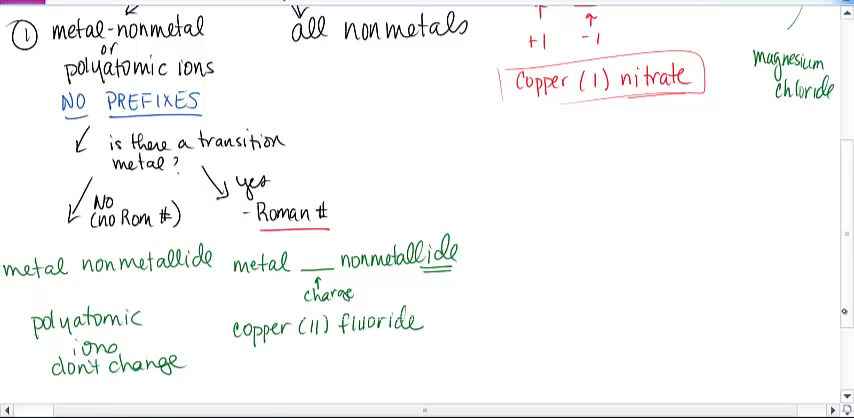 ① metal-nonmetal
or
polyatomic ions
NO PREFIXES
is there a transition
metal?
NO
(no Rom #)
yes
- Roman #
metal nonmetallide
polyatomic
ions
don't change
metal __ nonmetallide
charge
copper (II) fluoride
all nonmetals
+1 -1
Copper (I) nitrate
magnesium
chloride